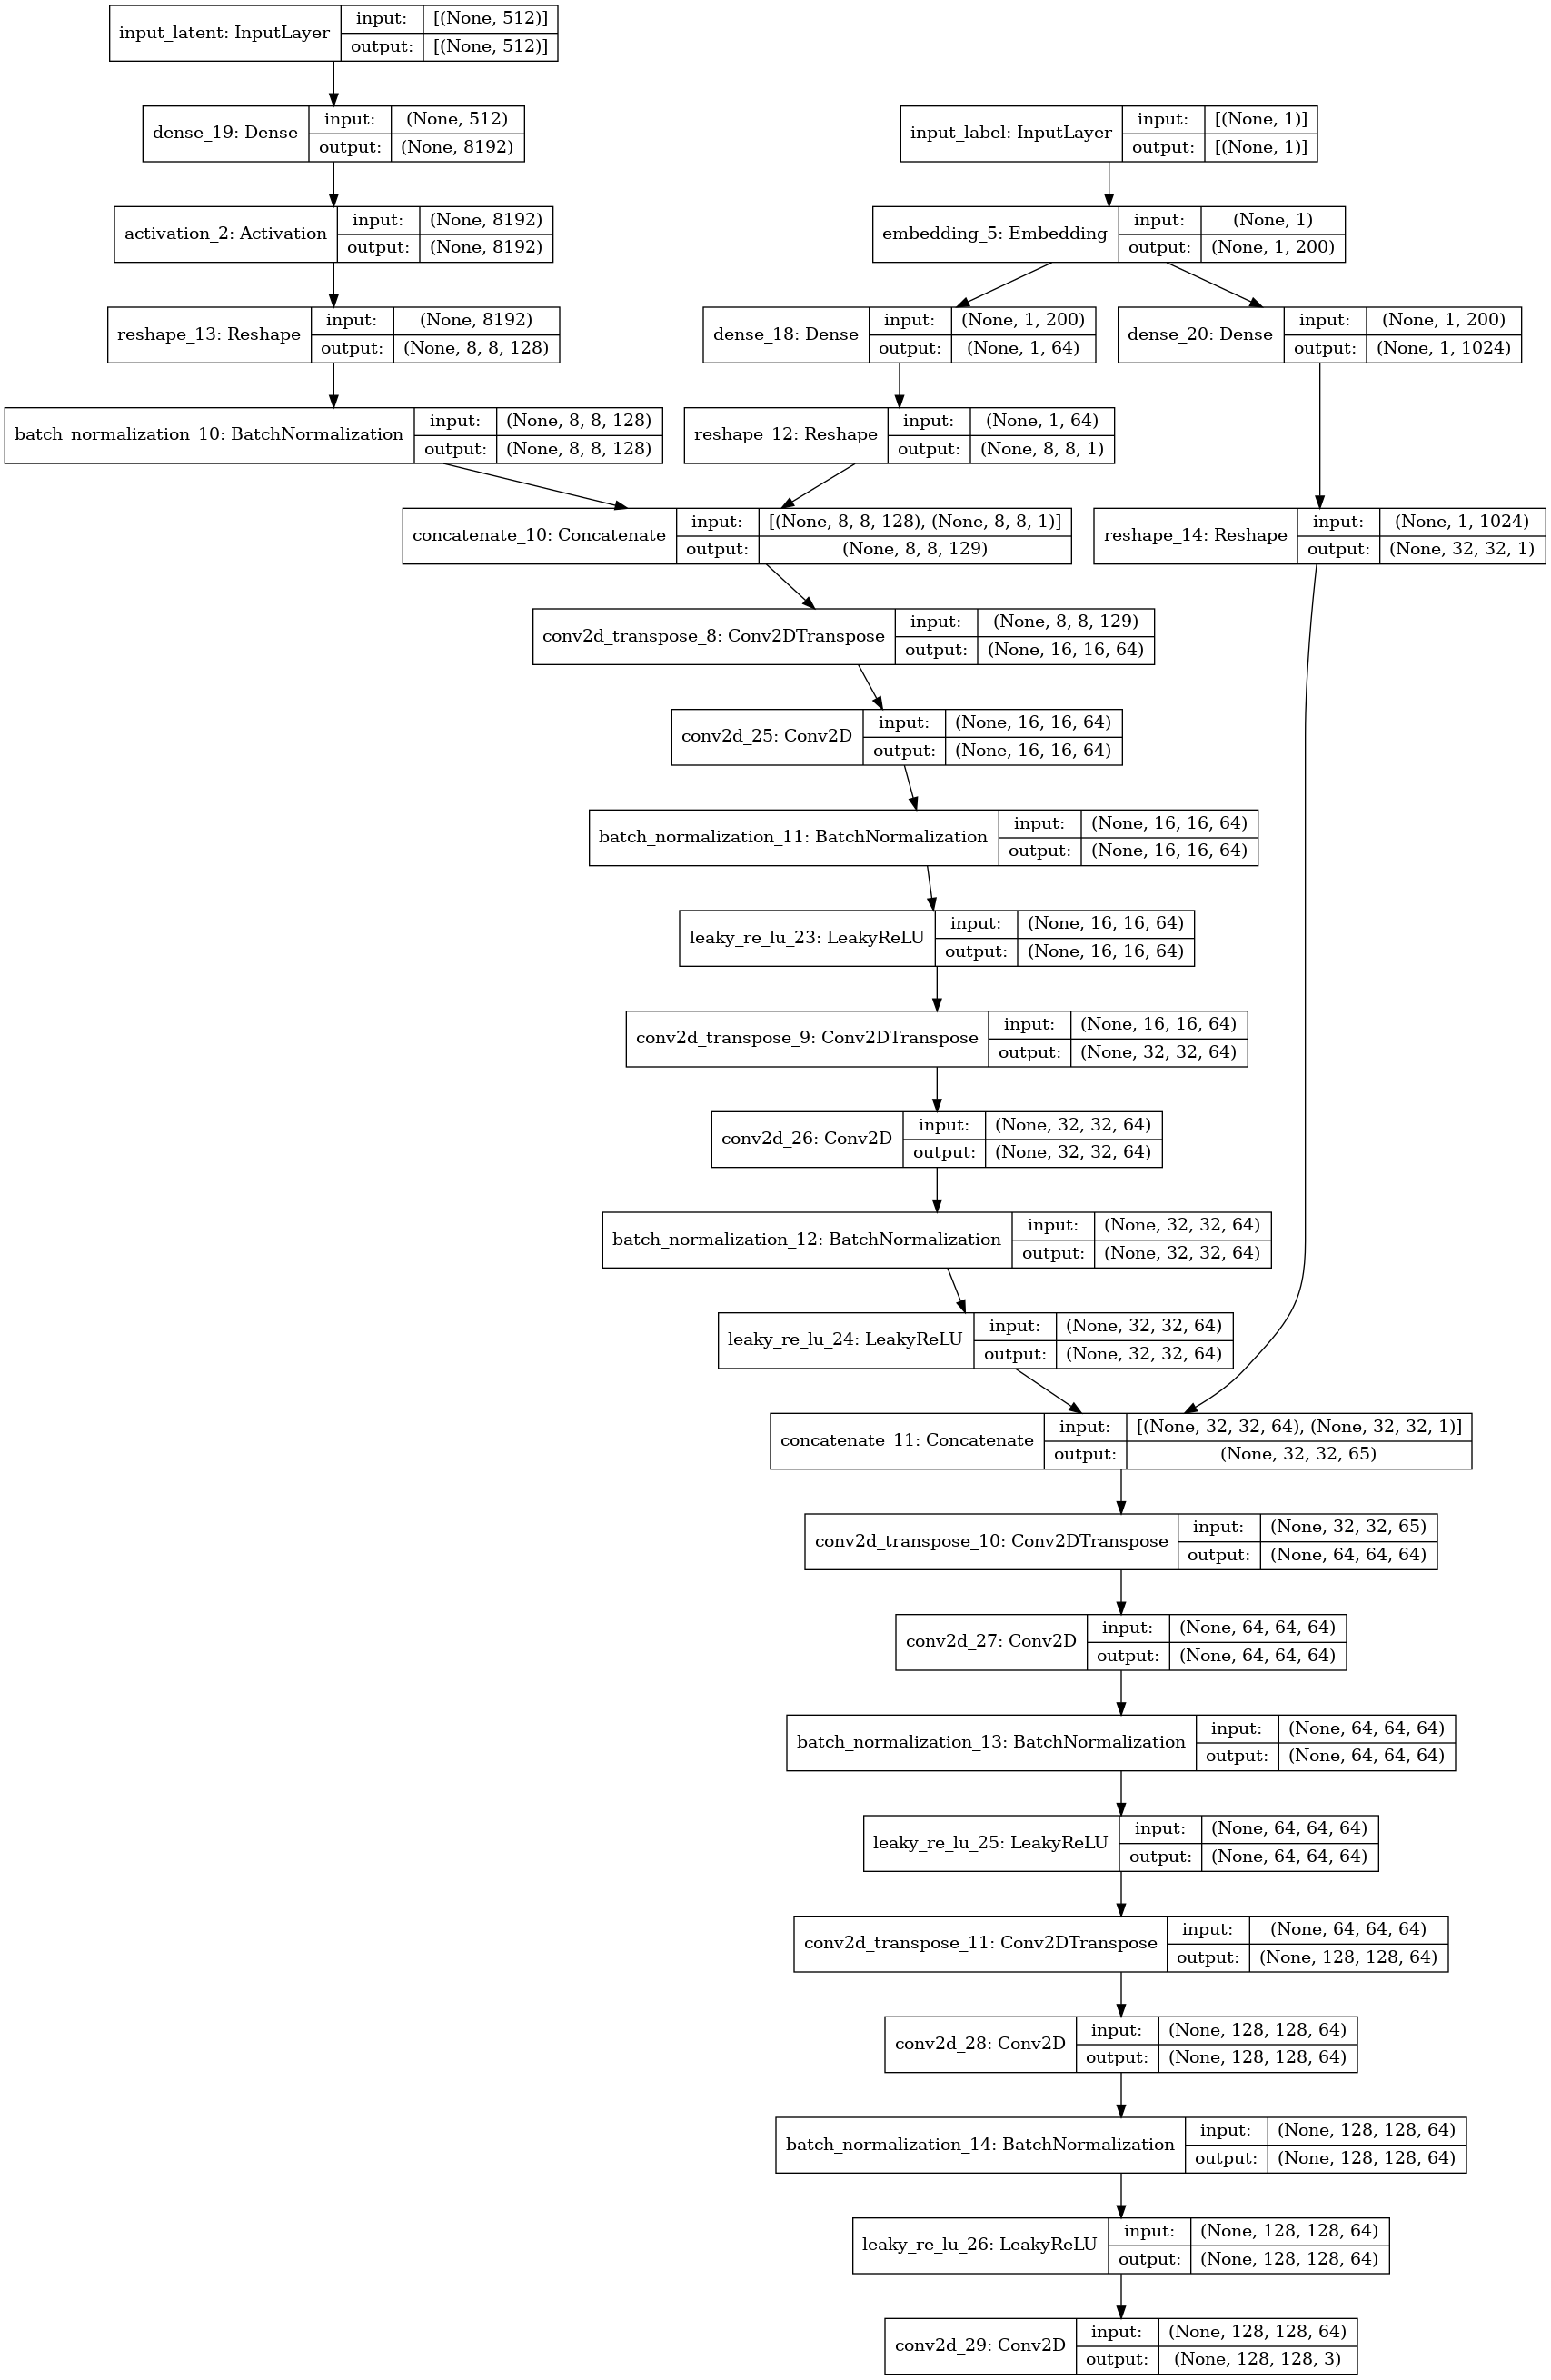 input_latent: InputLayer input: [(None, 512)]
output: [(None, 512)]
dense_19: Dense input: (None, 512)
output: (None, 8192)
input_label: InputLayer input: [(None, 1)]
output: [(None, 1)]
activation_2: Activation input: (None, 8192)
output: (None, 8192)
embedding_5: Embedding input: (None, 1)
output: (None, 1, 200)
reshape_13: Reshape input: (None, 8192)
output: (None, 8, 8, 128)
dense_18: Dense input: (None, 1, 200)
output: (None, 1, 64)
dense_20: Dense input: (None, 1, 200)
output: (None, 1, 1024)
batch_normalization_10: BatchNormalization input: (None, 8, 8, 128)
output: (None, 8, 8, 128)
reshape_12: Reshape input: (None, 1, 64)
output: (None, 8, 8, 1)
concatenate_10: Concatenate input: [(None, 8, 8, 128), (None, 8, 8, 1)]
output: (None, 8, 8, 129)
reshape_14: Reshape input: (None, 1, 1024)
output: (None, 32, 32, 1)
conv2d_transpose_8: Conv2DTranspose input: (None, 8, 8, 129)
output: (None, 16, 16, 64)
conv2d_25: Conv2D input: (None, 16, 16, 64)
output: (None, 16, 16, 64)
batch_normalization_11: BatchNormalization input: (None, 16, 16, 64)
output: (None, 16, 16, 64)
leaky_re_lu_23: LeakyReLU input: (None, 16, 16, 64)
output: (None, 16, 16, 64)
conv2d_transpose_9: Conv2DTranspose input: (None, 16, 16, 64)
output: (None, 32, 32, 64)
conv2d_26: Conv2D input: (None, 32, 32, 64)
output: (None, 32, 32, 64)
batch_normalization_12: BatchNormalization input: (None, 32, 32, 64)
output: (None, 32, 32, 64)
leaky_re_lu_24: LeakyReLU input: (None, 32, 32, 64)
output: (None, 32, 32, 64)
concatenate_11: Concatenate input: [(None, 32, 32, 64), (None, 32, 32, 1)]
output: (None, 32, 32, 65)
conv2d_transpose_10: Conv2DTranspose input: (None, 32, 32, 65)
output: (None, 64, 64, 64)
conv2d_27: Conv2D input: (None, 64, 64, 64)
output: (None, 64, 64, 64)
batch_normalization_13: BatchNormalization input: (None, 64, 64, 64)
output: (None, 64, 64, 64)
leaky_re_lu_25: LeakyReLU input: (None, 64, 64, 64)
output: (None, 64, 64, 64)
conv2d_transpose_11: Conv2DTranspose input: (None, 64, 64, 64)
output: (None, 128, 128, 64)
conv2d_28: Conv2D input: (None, 128, 128, 64)
output: (None, 128, 128, 64)
batch_normalization_14: BatchNormalization input: (None, 128, 128, 64)
output: (None, 128, 128, 64)
leaky_re_lu_26: LeakyReLU input: (None, 128, 128, 64)
output: (None, 128, 128, 64)
conv2d_29: Conv2D input: (None, 128, 128, 64)
output: (None, 128, 128, 3)